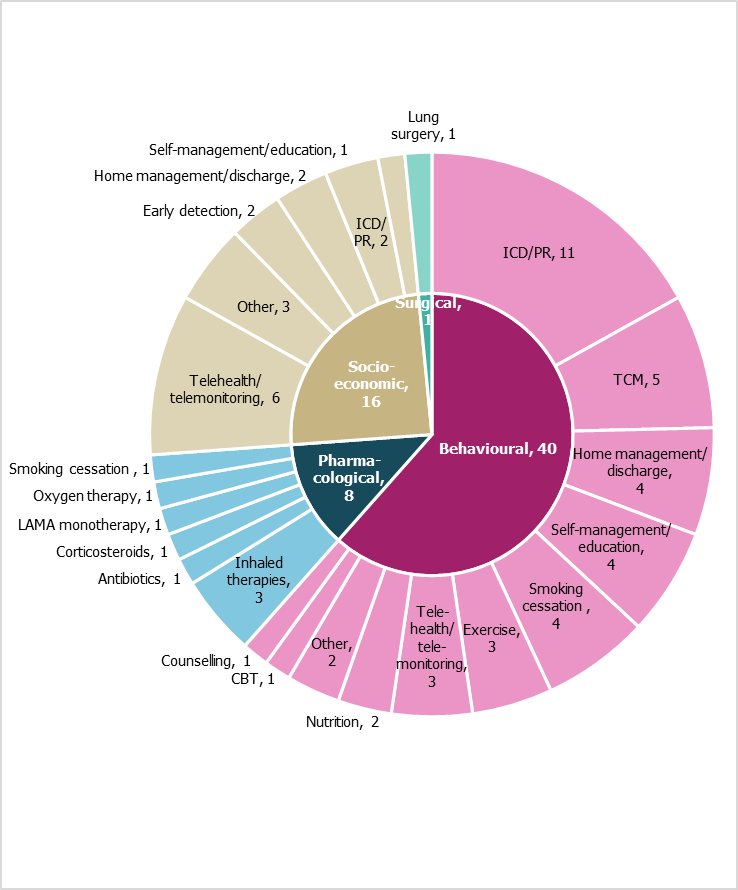 Lung
surgery, 1
Self-management/education, 1
Home management/discharge, 2
Early detection, 2
ICD/
PR, 2
ICD/PR, 11
Other, 3
Surgical,
1
Socio-
economic,
16
Telehealth/
telemonitoring, 6
TCM, 5
Behavioural, 40
Home management/
discharge,
4
Pharma-
cological,
8
Smoking cessation , 1
Oxygen therapy, 1
LAMA monotherapy, 1
Corticosteroids, 1
Antibiotics, 1
Inhaled
therapies,
3
Self-management/
education,
4
Smoking
cessation ,
4
Exercise,
3
Tele-
health/
tele-
monitoring,
3
Other,
2
Counselling, 1
CBT, 1
Nutrition, 2